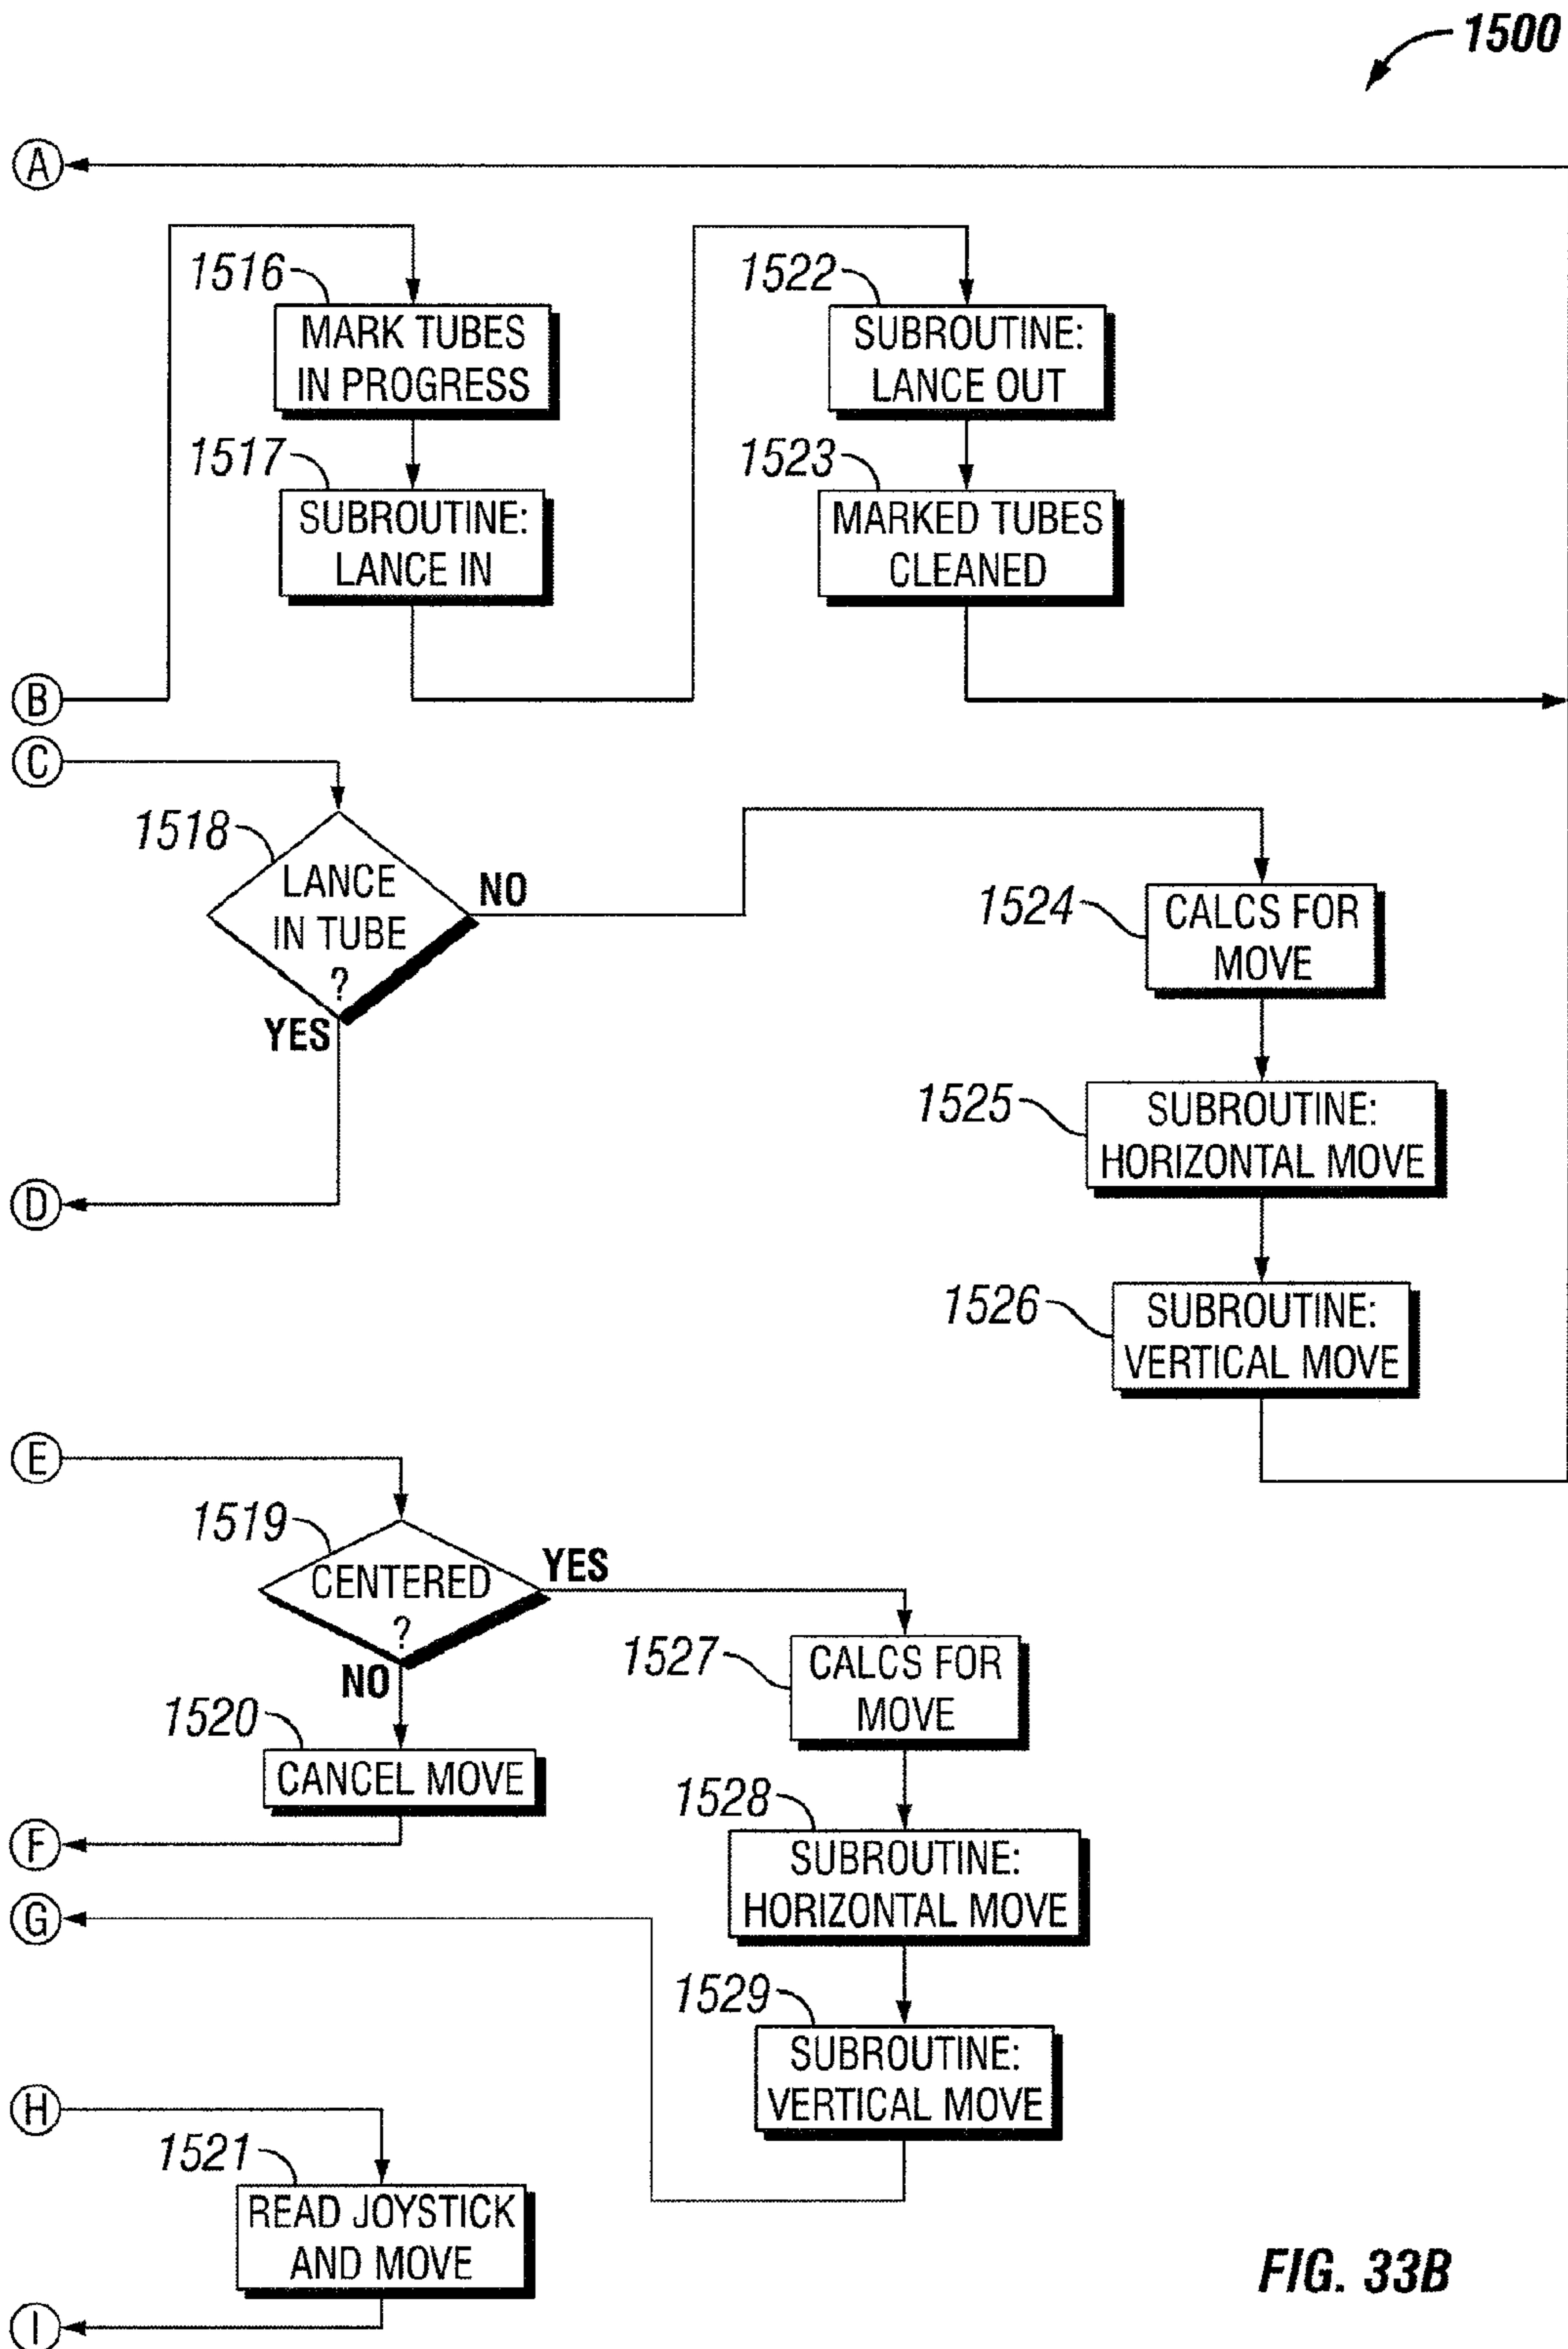 1500
A
1516
MARK TUBES
IN PROGRESS
1517
SUBROUTINE:
LANCE IN
1522
SUBROUTINE:
LANCE OUT
1523
MARKED TUBES
CLEANED
B
C
1518
LANCE
IN TUBE
?
NO
YES
1524
CALCS FOR
MOVE
1525
SUBROUTINE:
HORIZONTAL MOVE
D
1526
SUBROUTINE:
VERTICAL MOVE
E
1519
CENTERED
?
YES
NO
1520
CANCEL MOVE
F
1527
CALCS FOR
MOVE
1528
SUBROUTINE:
HORIZONTAL MOVE
G
1529
SUBROUTINE:
VERTICAL MOVE
H
1521
READ JOYSTICK
AND MOVE
I
FIG. 33B